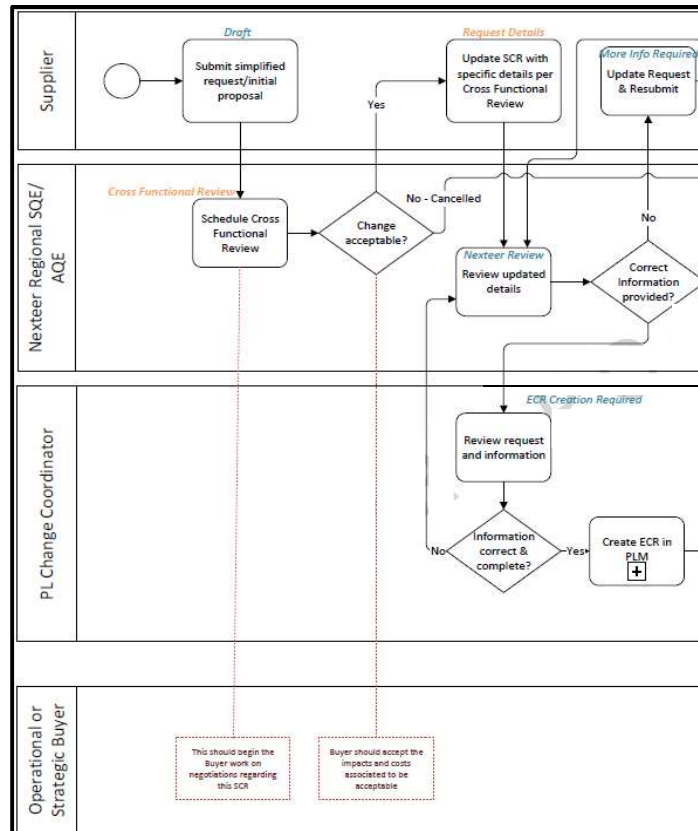 Supplier
Draft
Submit simplified
request/initial
proposal
Request Details
Update SCR with
specific details per
Cross Functional
Review
More Info Required
Update Request
& Resubmit
Yes
Nexteer Regional SQE/
AQE
Cross Functional Review
Schedule Cross
Functional
Review
Change
acceptable?
No - Cancelled
Nexteer Review
Review updated
details
No
Correct
Information
provided?
PL Change Coordinator
ECR Creation Required
Review request
and information
Information
correct &
complete?
No
Yes
Create ECR in
PLM
Operational or
Strategic Buyer
This should begin the
Buyer work on
negotiations regarding
this SCR
Buyer should accept the
impacts and costs
associated to be
acceptable